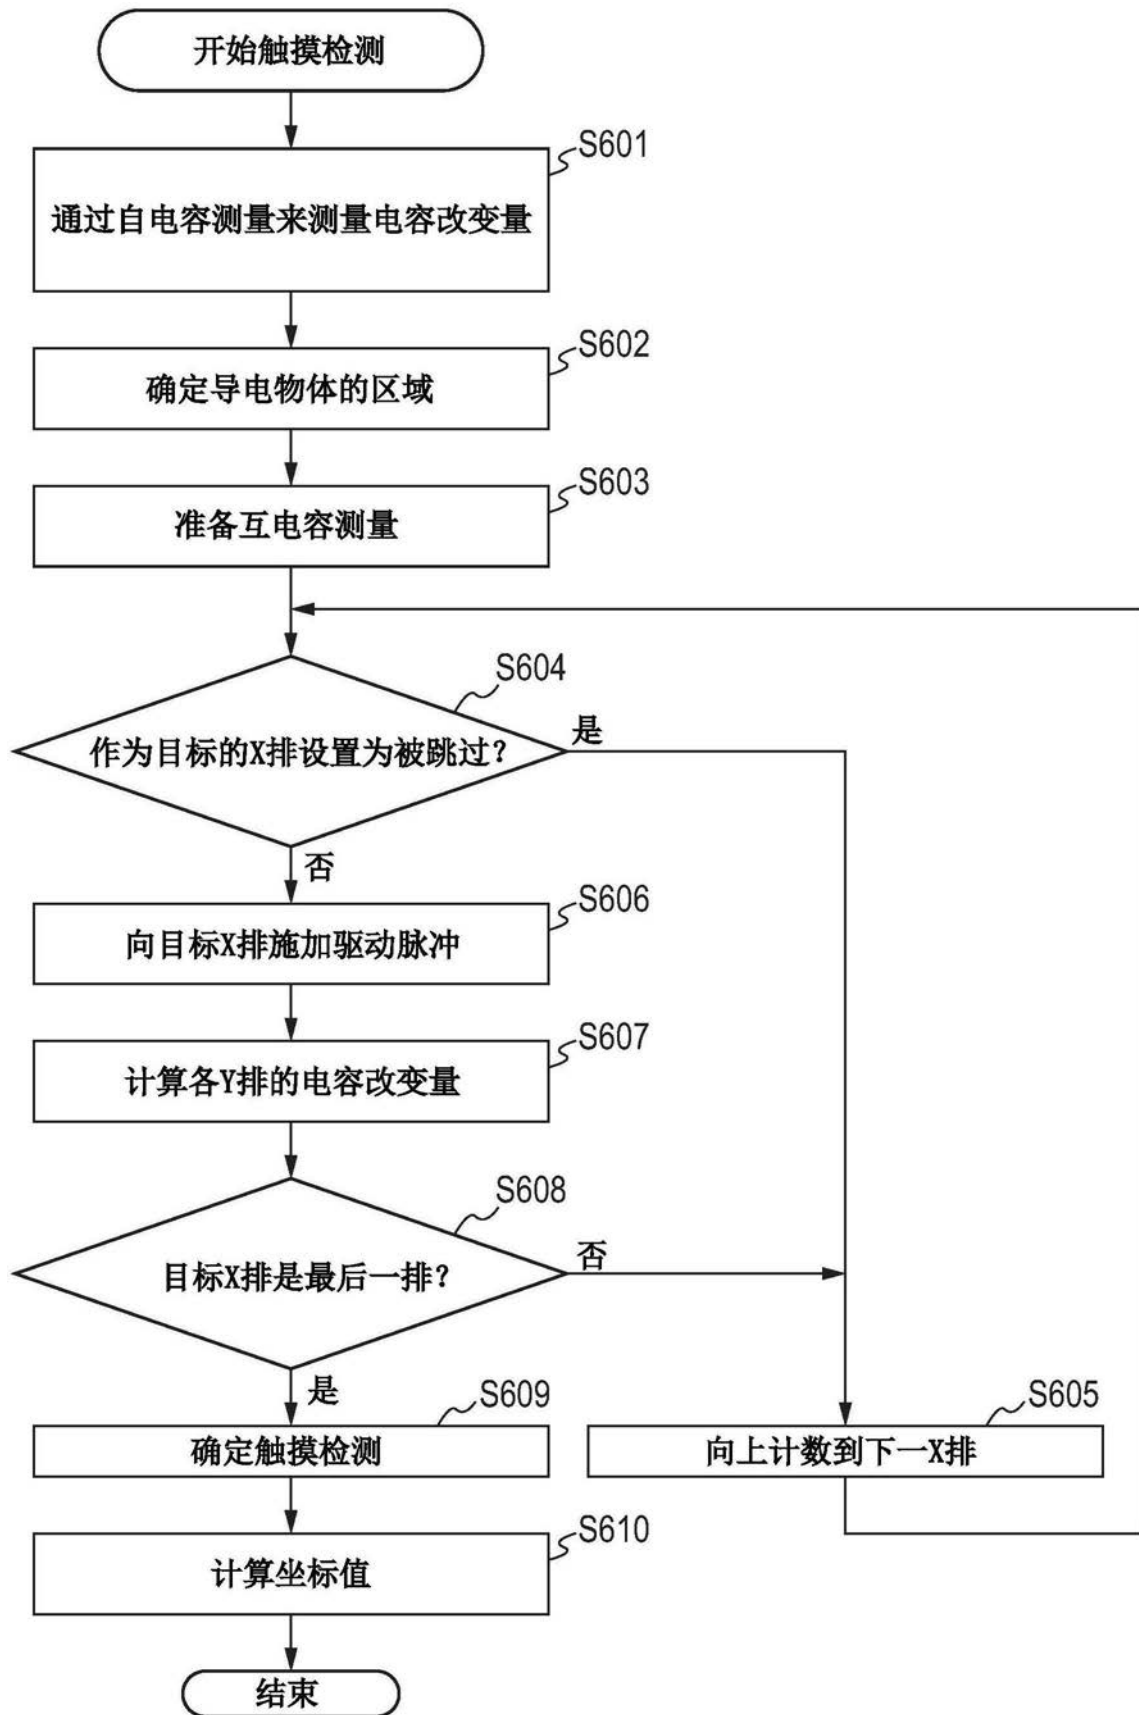 开始触摸检测
S601
通过自电容测量来测量电容改变量
S602
确定导电物体的区域
S603
准备互电容测量
S604
作为目标的X排设置为被跳过？
是
否
S606
向目标X排施加驱动脉冲
S607
计算各Y排的电容改变量
S608
目标X排是最后一排？
否
是
S609
确定触摸检测
S605
向上计数到下一X排
S610
计算坐标值
结束